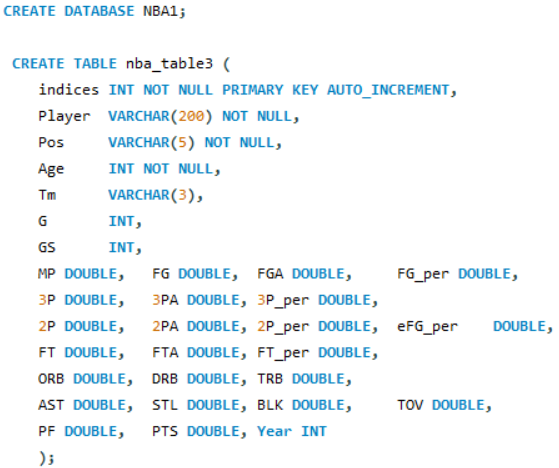 CREATE DATABASE NBA1;
CREATE TABLE nba_table3 (
indices INT NOT NULL PRIMARY KEY AUTO_INCREMENT,
Player VARCHAR(200) NOT NULL,
Pos VARCHAR(5) NOT NULL,
Age INT NOT NULL,
Tm VARCHAR(3),
G INT,
GS INT,
MP DOUBLE, FG DOUBLE, FGA DOUBLE, FG_per DOUBLE,
3P DOUBLE, 3PA DOUBLE, 3P_per DOUBLE,
2P DOUBLE, 2PA DOUBLE, 2P_per DOUBLE, eFG_per DOUBLE,
FT DOUBLE, FTA DOUBLE, FT_per DOUBLE,
ORB DOUBLE, DRB DOUBLE, TRB DOUBLE,
AST DOUBLE, STL DOUBLE, BLK DOUBLE, TOV DOUBLE,
PF DOUBLE, PTS DOUBLE, Year INT
);